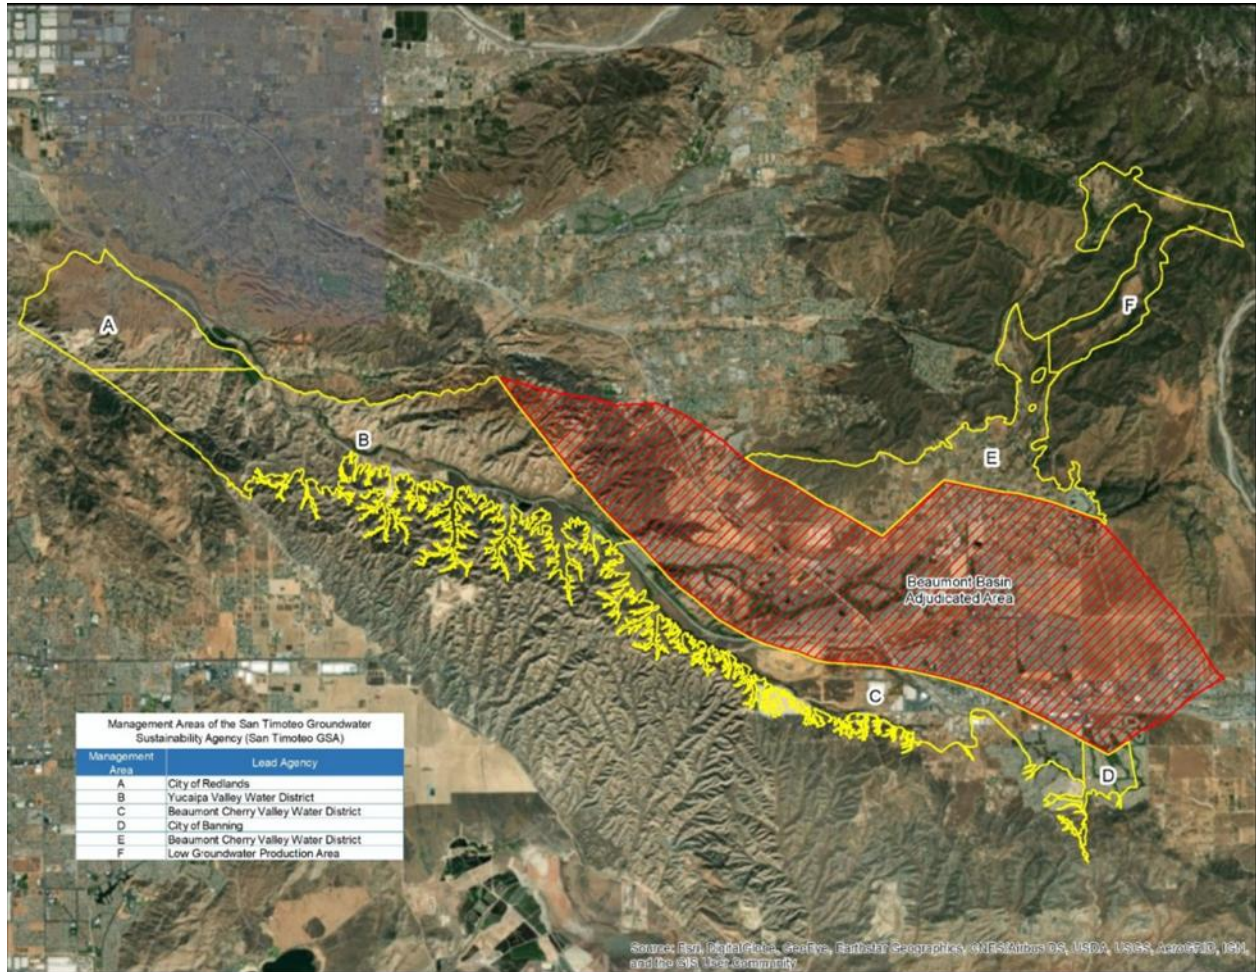 A
F
B
E
Beaumont Basin
Adjudicated Area
C
D
Management Areas of the San Timoteo Groundwater
Sustainability Agency (San Timoteo GSA)
Management
Area
Lead Agency
A City of Redlands
B Yucaipa Valley Water District
C Beaumont Cherry Valley Water District
D City of Banning
E Beaumont Cherry Valley Water District
F Low Groundwater Production Area
Source: Esri, DigitalGlobe, GeoEye, Earthstar Geographics, CNES/Airbus DS, USDA, USGS, AeroGRID, IGN,
and the GIS User Community